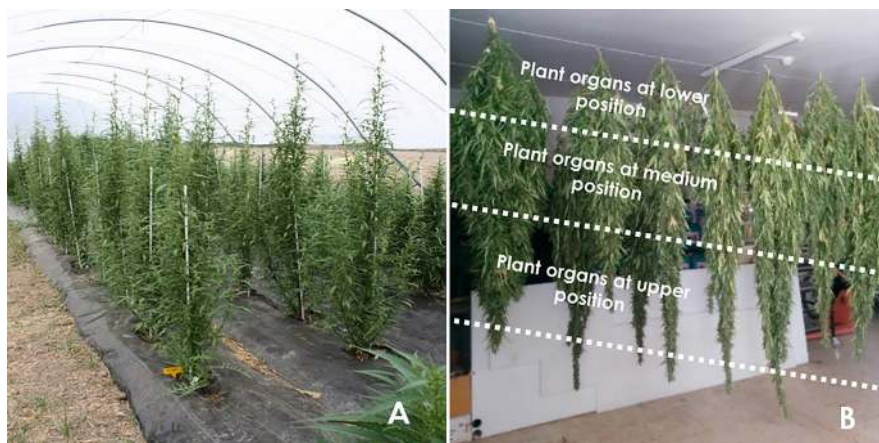 Plant organs at lower
position
Plant organs at medium
position
Plant organs at upper
position
A
B